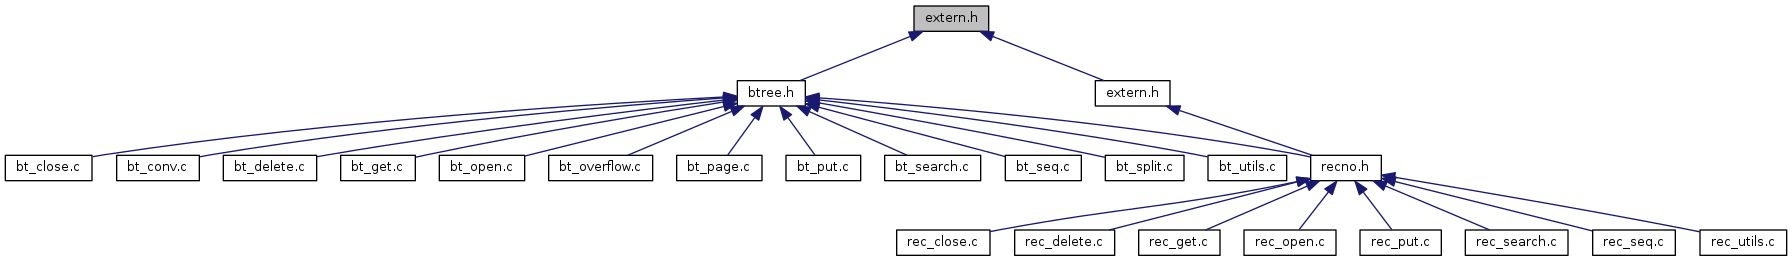 extern.h
btree.h
extern.h
bt_close.c
bt_conv.c
bt_delete.c
bt_get.c
bt_open.c
bt_overflow.c
bt_page.c
bt_put.c
bt_search.c
bt_seq.c
bt_split.c
bt_utils.c
recno.h
rec_close.c
rec_delete.c
rec_get.c
rec_open.c
rec_put.c
rec_search.c
rec_seq.c
rec_utils.c